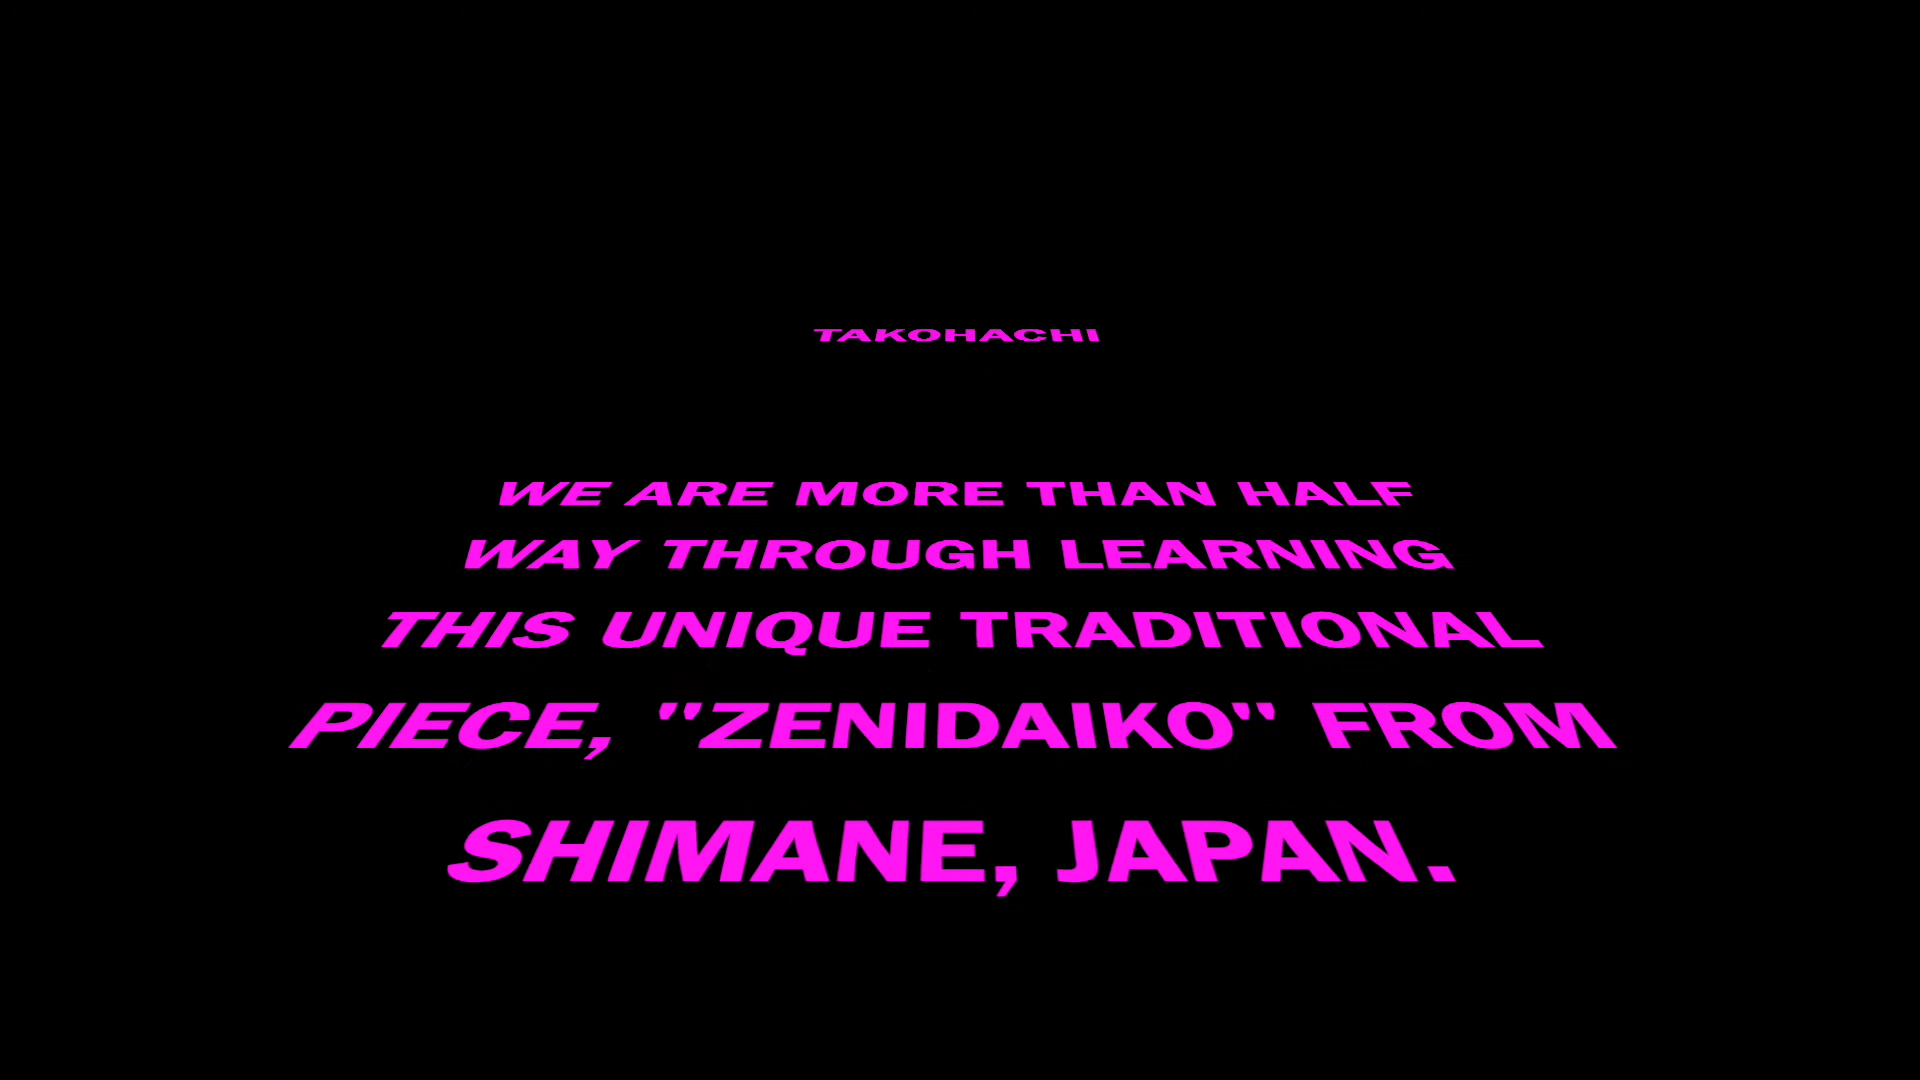 TAKOHACHI
WE ARE MORE THAN HALF
WAY THROUGH LEARNING
THIS UNIQUE TRADITIONAL
PIECE, "ZENIDAIKO" FROM
SHIMANE, JAPAN.